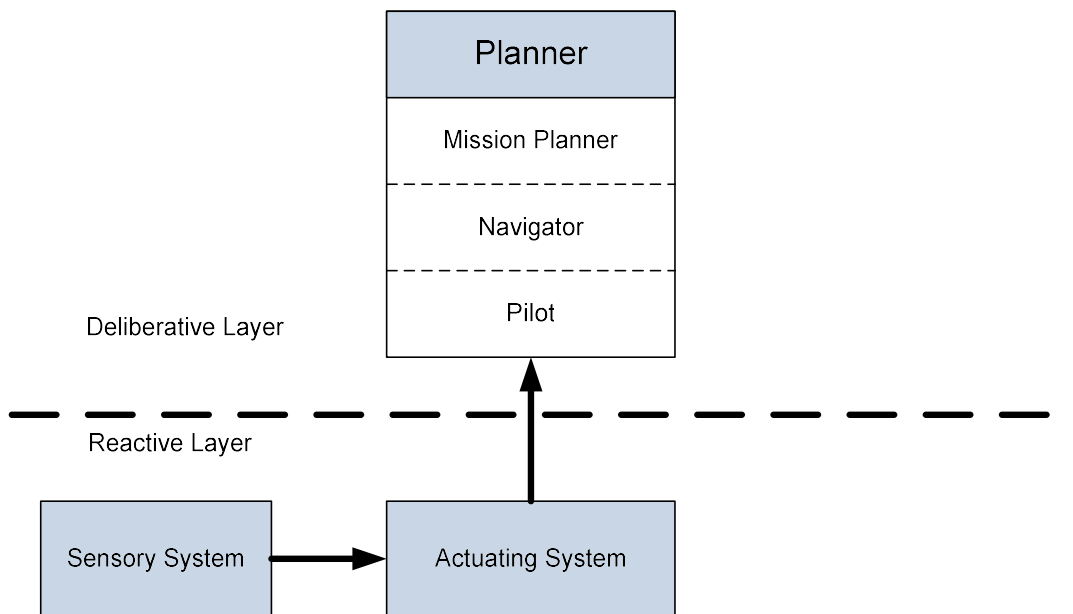 Planner
Mission Planner
Navigator
Pilot
Deliberative Layer
Reactive Layer
Sensory System
Actuating System